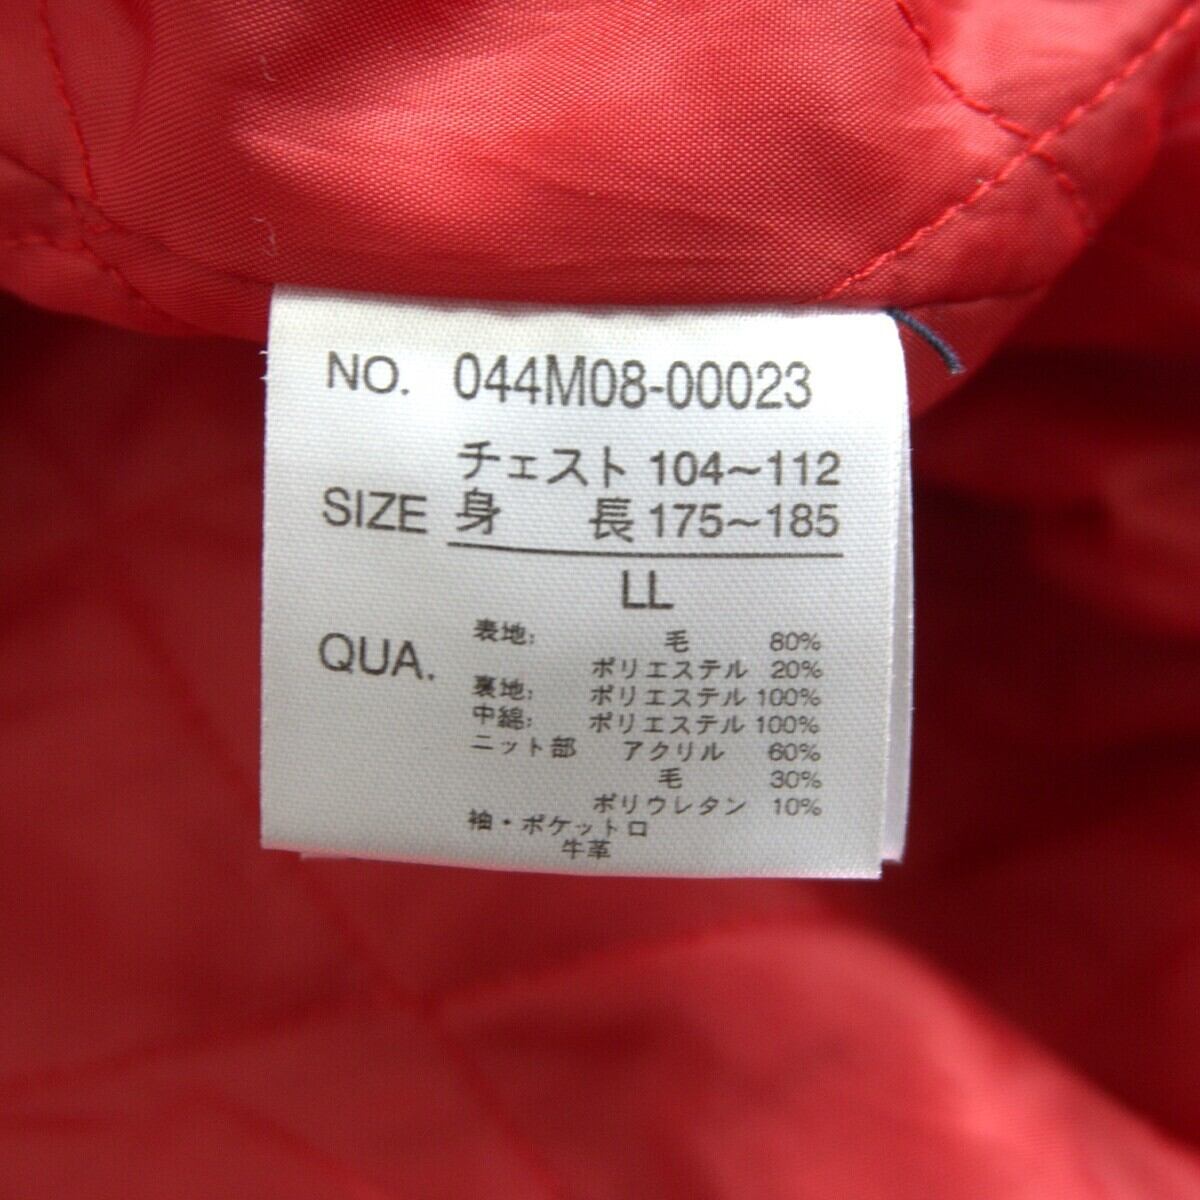 NO. 044M08-00023
チェスト 104~112
SIZE 身 長 175~185
LL
QUA. 表地: 毛 80%
ポリエステル 20%
裏地: ポリエステル 100%
中綿: ポリエステル 100%
ニット部 アクリル 60%
毛 30%
ポリウレタン 10%
袖・ポケット口
牛革